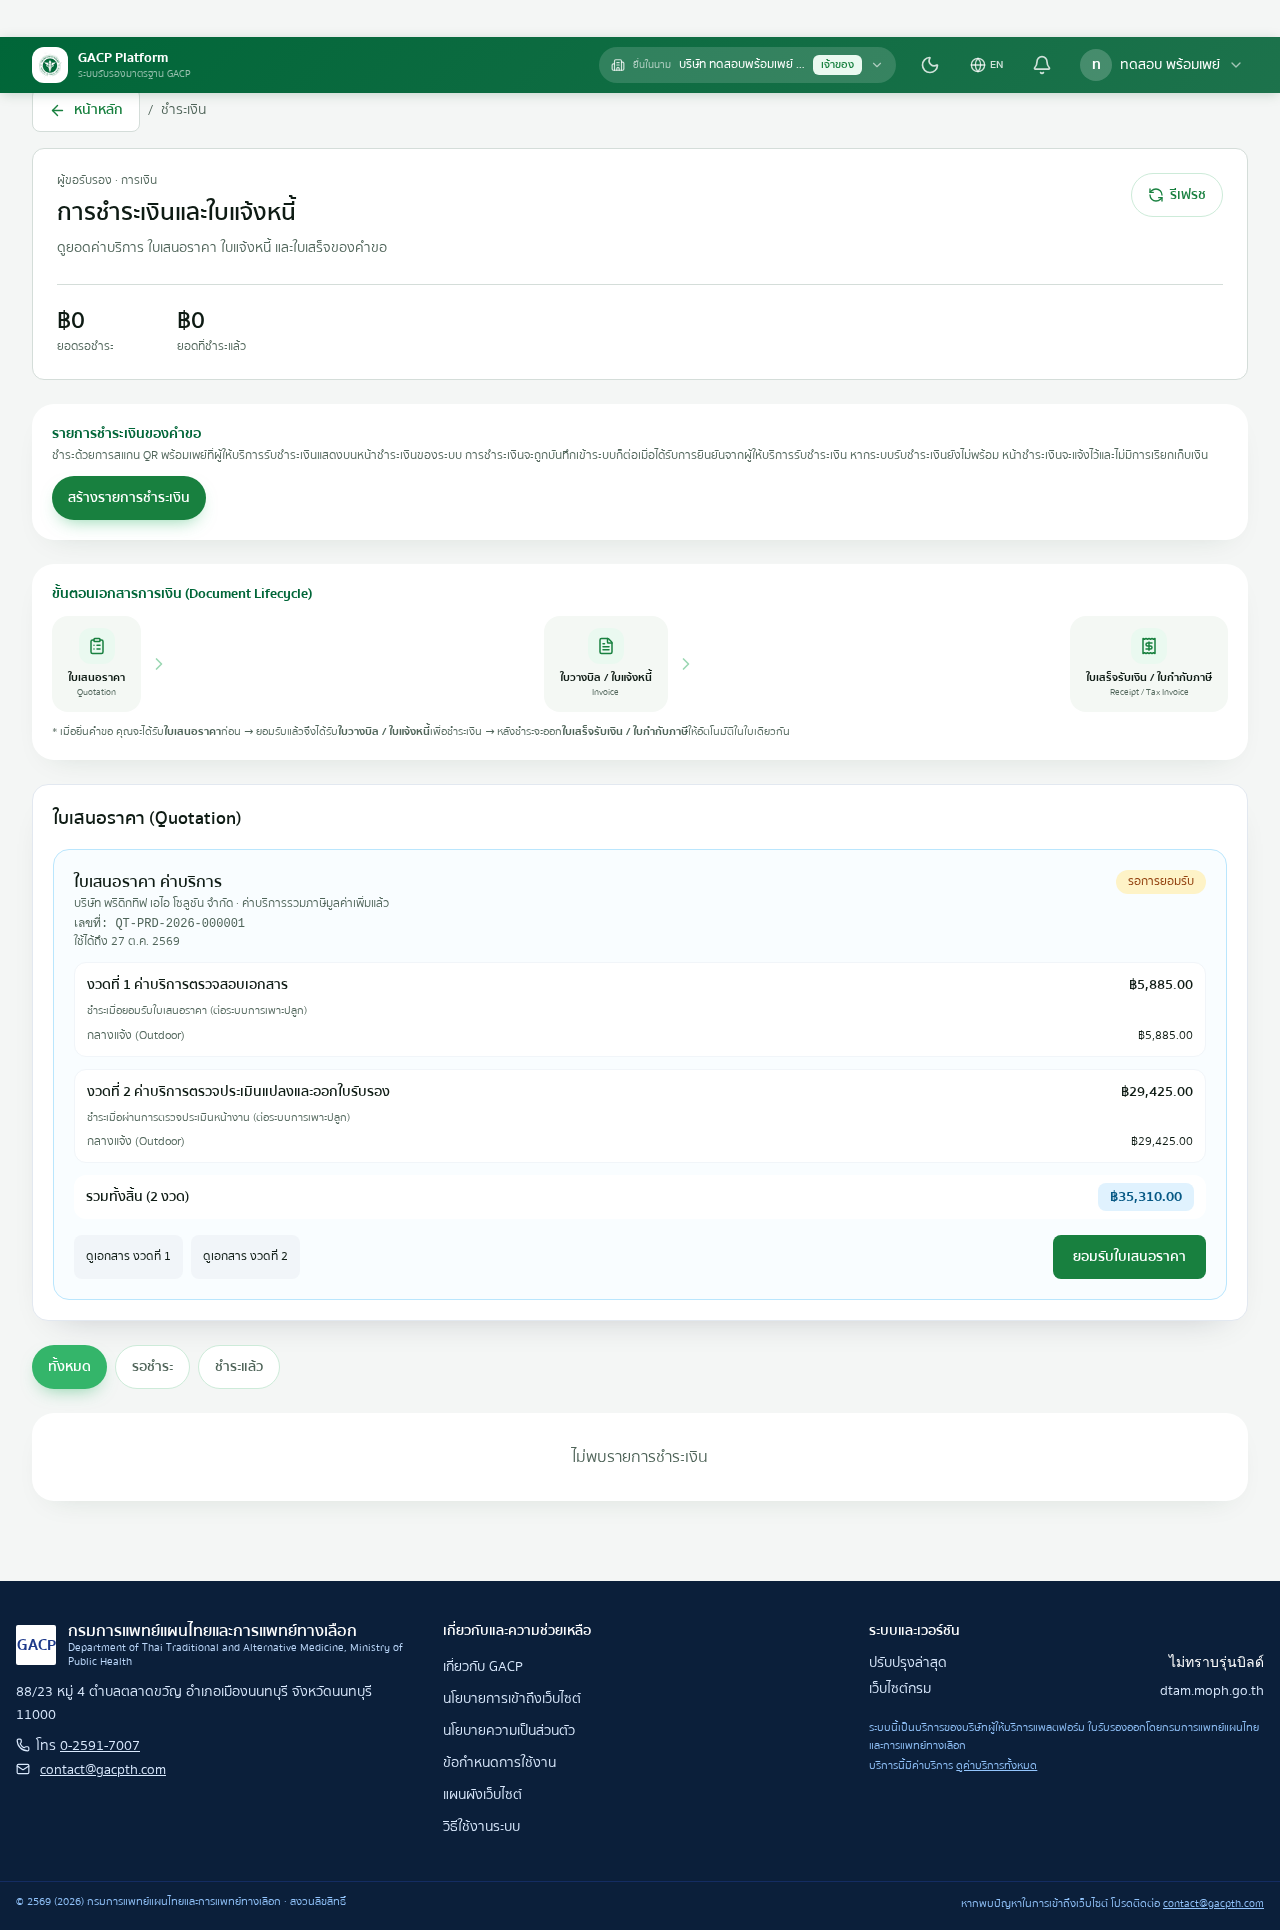 GACP Platform
ระบบรับรองมาตรฐาน GACP
ยื่นในนาม บริษัท ทดสอบพร้อมเพย์ ... เจ้าของ
EN
ท ทดสอบ พร้อมเพย์
หน้าหลัก / ชำระเงิน
ผู้ขอรับรอง · การเงิน
การชำระเงินและใบแจ้งหนี้
รีเฟรช
ดูยอดค่าบริการ ใบเสนอราคา ใบแจ้งหนี้ และใบเสร็จของคำขอ
฿0 ฿0
ยอดรอชำระ ยอดที่ชำระแล้ว
รายการชำระเงินของคำขอ
ชำระด้วยการสแกน QR พร้อมเพย์ที่ผู้ให้บริการรับชำระเงินแสดงบนหน้าชำระเงินของระบบ การชำระเงินจะถูกบันทึกเข้าระบบก็ต่อเมื่อได้รับการยืนยันจากผู้ให้บริการรับชำระเงิน หากระบบรับชำระเงินยังไม่พร้อม หน้าชำระเงินจะแจ้งไว้และไม่มีการเรียกเก็บเงิน
สร้างรายการชำระเงิน
ขั้นตอนเอกสารการเงิน (Document Lifecycle)
ใบเสนอราคา ใบวางบิล / ใบแจ้งหนี้ ใบเสร็จรับเงิน / ใบกำกับภาษี
Quotation Invoice Receipt / Tax Invoice
* เมื่อยื่นคำขอ คุณจะได้รับใบเสนอราคาก่อน → ยอมรับแล้วจึงได้รับใบวางบิล / ใบแจ้งหนี้เพื่อชำระเงิน → หลังชำระจะออกใบเสร็จรับเงิน / ใบกำกับภาษีให้อัตโนมัติในใบเดียวกัน
ใบเสนอราคา (Quotation)
ใบเสนอราคา ค่าบริการ รอการยอมรับ
บริษัท พรีดิกทิฟ เอไอ โซลูชัน จำกัด · ค่าบริการรวมภาษีมูลค่าเพิ่มแล้ว
เลขที่: QT-PRD-2026-000001
ใช้ได้ถึง 27 ต.ค. 2569
งวดที่ 1 ค่าบริการตรวจสอบเอกสาร ฿5,885.00
ชำระเมื่อยอมรับใบเสนอราคา (ต่อระบบการเพาะปลูก)
กลางแจ้ง (Outdoor) ฿5,885.00
งวดที่ 2 ค่าบริการตรวจประเมินแปลงและออกใบรับรอง ฿29,425.00
ชำระเมื่อผ่านการตรวจประเมินหน้างาน (ต่อระบบการเพาะปลูก)
กลางแจ้ง (Outdoor) ฿29,425.00
รวมทั้งสิ้น (2 งวด) ฿35,310.00
ดูเอกสาร งวดที่ 1 ดูเอกสาร งวดที่ 2 ยอมรับใบเสนอราคา
ทั้งหมด รอชำระ ชำระแล้ว
ไม่พบรายการชำระเงิน
GACP
กรมการแพทย์แผนไทยและการแพทย์ทางเลือก
Department of Thai Traditional and Alternative Medicine, Ministry of
Public Health
88/23 หมู่ 4 ตำบลตลาดขวัญ อำเภอเมืองนนทบุรี จังหวัดนนทบุรี
11000
โทร 0-2591-7007
contact@gacpth.com
เกี่ยวกับและความช่วยเหลือ
เกี่ยวกับ GACP
นโยบายการเข้าถึงเว็บไซต์
นโยบายความเป็นส่วนตัว
ข้อกำหนดการใช้งาน
แผนผังเว็บไซต์
วิธีใช้งานระบบ
ระบบและเวอร์ชัน
ปรับปรุงล่าสุด ไม่ทราบรุ่นบิลด์
เว็บไซต์กรม dtam.moph.go.th
ระบบนี้เป็นบริการของบริษัทผู้ให้บริการแพลตฟอร์ม ใบรับรองออกโดยกรมการแพทย์แผนไทย
และการแพทย์ทางเลือก
บริการนี้มีค่าบริการ ดูค่าบริการทั้งหมด
© 2569 (2026) กรมการแพทย์แผนไทยและการแพทย์ทางเลือก · สงวนลิขสิทธิ์
หากพบปัญหาในการเข้าถึงเว็บไซต์ โปรดติดต่อ contact@gacpth.com